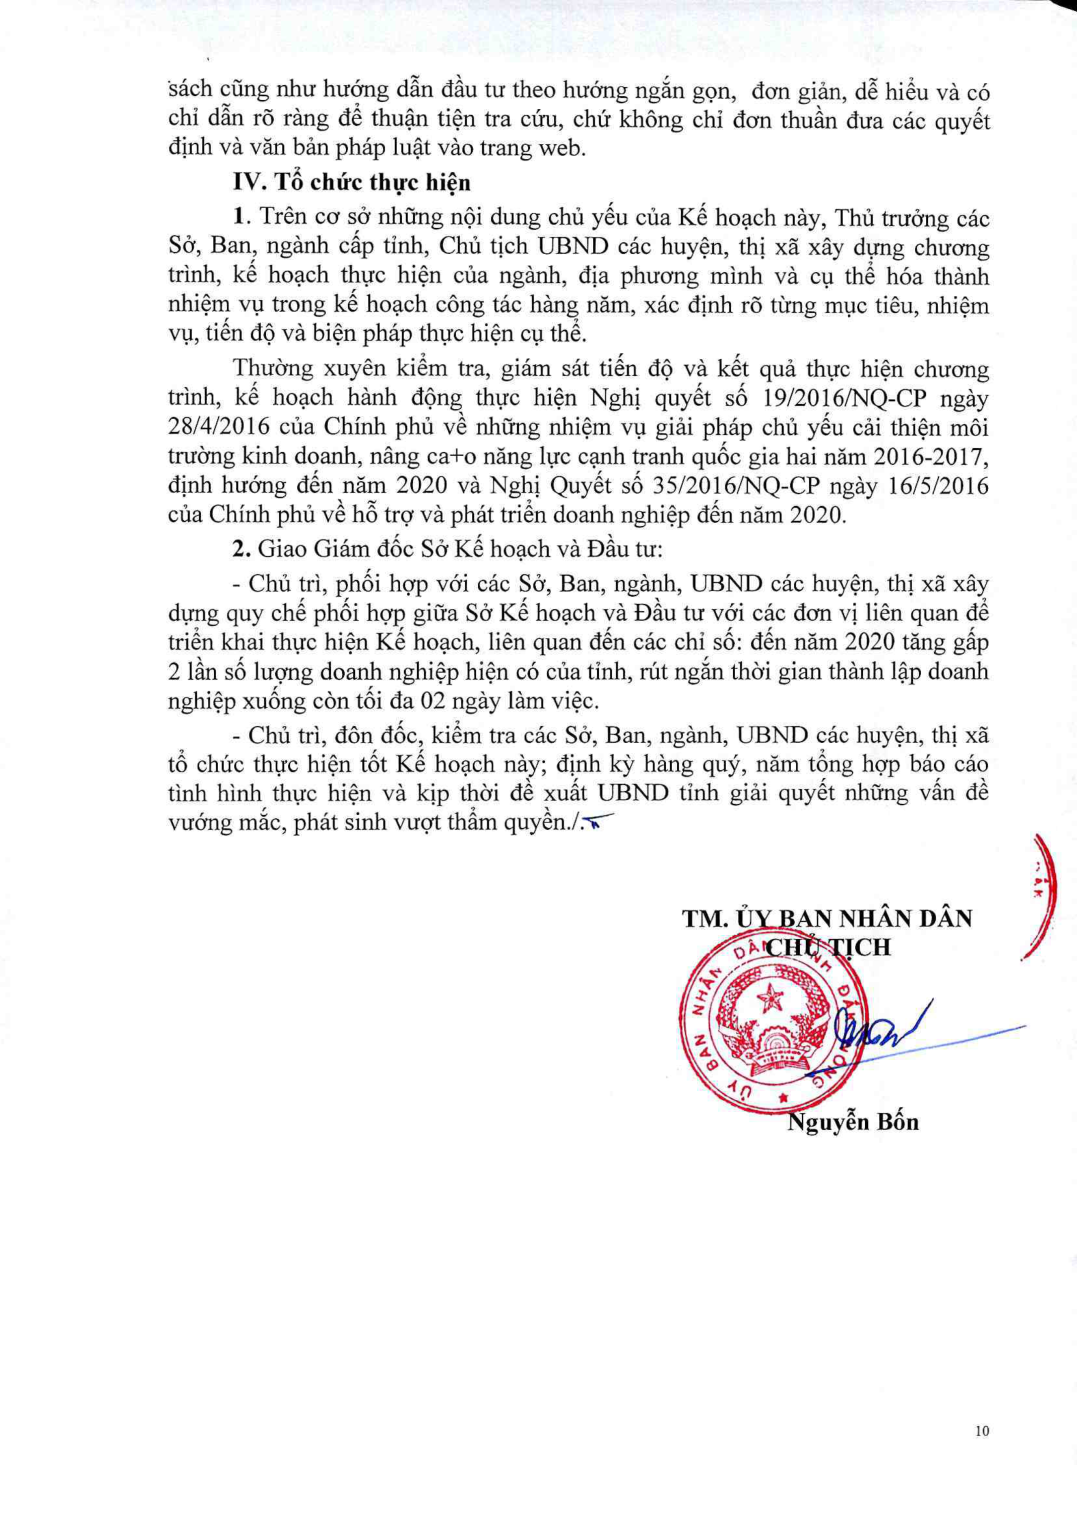 sách cũng như hướng dẫn đầu tư theo hướng ngắn gọn, đơn giản, dễ hiểu và có
chỉ dẫn rõ ràng để thuận tiện tra cứu, chứ không chỉ đơn thuần đưa các quyết
định và văn bản pháp luật vào trang web.
IV. Tổ chức thực hiện
1. Trên cơ sở những nội dung chủ yếu của Kế hoạch này, Thủ trưởng các
Sở, Ban, ngành cấp tỉnh, Chủ tịch UBND các huyện, thị xã xây dựng chương
trình, kế hoạch thực hiện của ngành, địa phương mình và cụ thể hóa thành
nhiệm vụ trong kế hoạch công tác hàng năm, xác định rõ từng mục tiêu, nhiệm
vụ, tiến độ và biện pháp thực hiện cụ thể.
Thường xuyên kiểm tra, giám sát tiến độ và kết quả thực hiện chương
trình, kế hoạch hành động thực hiện Nghị quyết số 19/2016/NQ-CP ngày
28/4/2016 của Chính phủ về những nhiệm vụ giải pháp chủ yếu cải thiện môi
trường kinh doanh, nâng ca+o năng lực cạnh tranh quốc gia hai năm 2016-2017,
định hướng đến năm 2020 và Nghị Quyết số 35/2016/NQ-CP ngày 16/5/2016
của Chính phủ về hỗ trợ và phát triển doanh nghiệp đến năm 2020.
2. Giao Giám đốc Sở Kế hoạch và Đầu tư:
- Chủ trì, phối hợp với các Sở, Ban, ngành, UBND các huyện, thị xã xây
dựng quy chế phối hợp giữa Sở Kế hoạch và Đầu tư với các đơn vị liên quan để
triển khai thực hiện Kế hoạch, liên quan đến các chỉ số: đến năm 2020 tăng gấp
2 lần số lượng doanh nghiệp hiện có của tỉnh, rút ngắn thời gian thành lập doanh
nghiệp xuống còn tối đa 02 ngày làm việc.
- Chủ trì, đôn đốc, kiểm tra các Sở, Ban, ngành, UBND các huyện, thị xã
tổ chức thực hiện tốt Kế hoạch này; định kỳ hàng quý, năm tổng hợp báo cáo
tình hình thực hiện và kịp thời đề xuất UBND tỉnh giải quyết những vấn đề
vướng mắc, phát sinh vượt thẩm quyền./.
TM. ỦY BAN NHÂN DÂN
CHỦ TỊCH
ỦY BAN NHÂN DÂN TỈNH ĐẮK NÔNG
Nguyễn Bốn
10